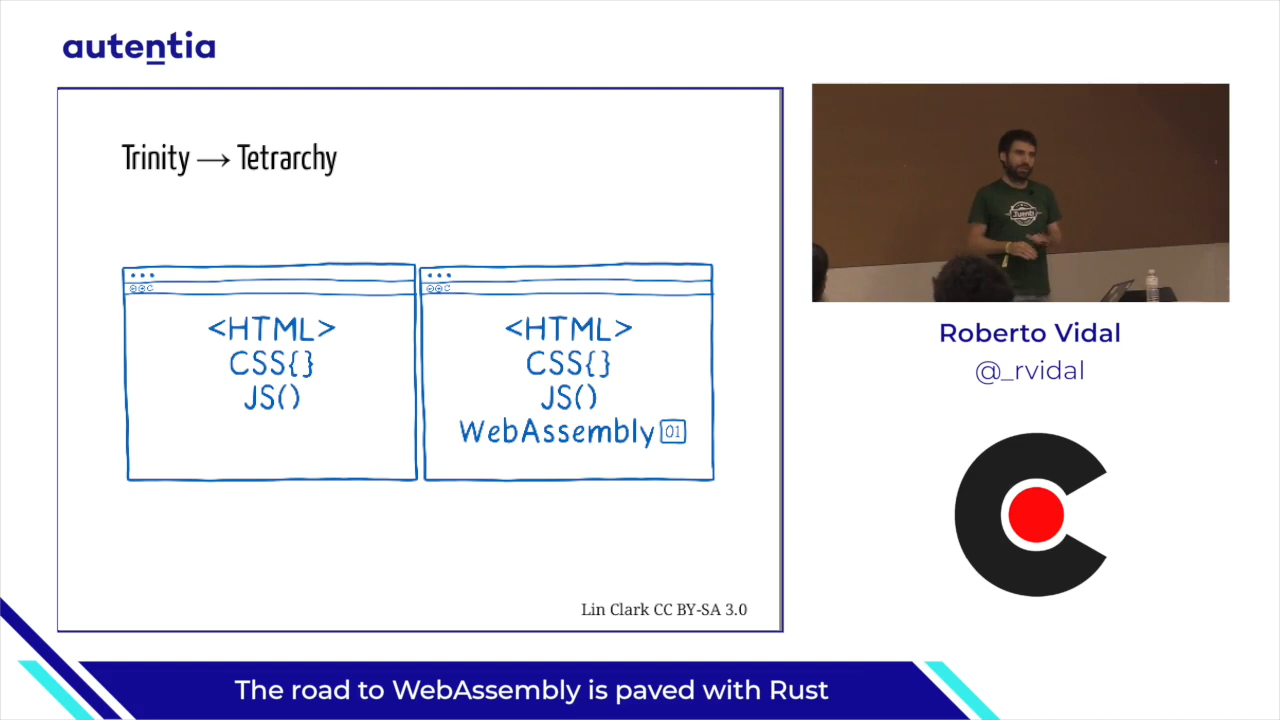 autentia
Trinity → Tetrarchy
<HTML>
CSS{}
JS()
<HTML>
CSS{}
JS()
WebAssembly 01
Lin Clark CC BY-SA 3.0
Roberto Vidal
@_rvidal
The road to WebAssembly is paved with Rust